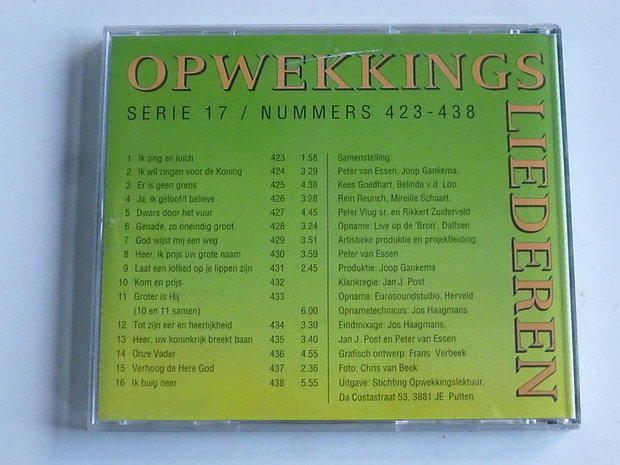 OPWEKKINGS
LIEDEREN
SERIE 17 / NUMMERS 423-438
1 Ik zing en juich 423 1.58
2 Ik wil zingen voor de Koning 424 3.29
3 Er is geen grens 425 4.38
4 Ja, ik geloof/I believe 426 3.28
5 Dwars door het vuur 427 4.45
6 Genade, zo oneindig groot 428 3.24
7 God wijst mij een weg 429 3.51
8 Heer, ik prijs uw grote naam 430 3.59
9 Laat een loflied op je lippen zijn 431 2.45
10 Kom en prijs 432
11 Groter is Hij 433
(10 en 11 samen) 6.00
12 Tot zijn eer en heerlijkheid 434 3.30
13 Heer, uw koninkrijk breekt baan 435 3.40
14 Onze Vader 436 4.55
15 Verhoog de Here God 437 2.36
16 Ik buig neer 438 5.55
Samenstelling:
Peter van Essen, Joop Gankema,
Kees Goedhart, Belinda v.d. Loo,
Rein Reurich, Mireille Schaart,
Peter Vlug sr. en Rikkert Zuiderveld
Opname: Live op de 'Bron', Dalfsen
Artistieke produktie en projektleiding:
Peter van Essen
Produktie: Joop Gankema
Klankregie: Jan J. Post
Opname: Eurosoundstudio, Herveld
Opnametechnicus: Jos Haagmans
Eindmixage: Jos Haagmans,
Jan J. Post en Peter van Essen
Grafisch ontwerp: Frans Verbeek
Foto: Chris van Beek
Uitgave: Stichting Opwekkingslektuur,
Da Costastraat 53, 3881 JE Putten